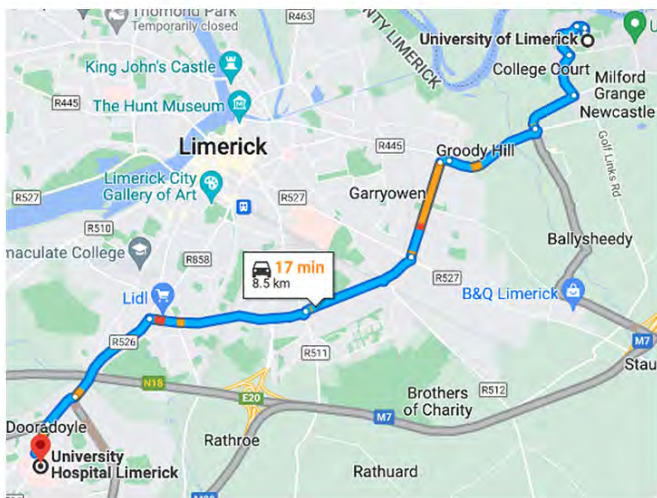 Thomond Park
Temporarily closed
R463
COUNTY LIMERICK
University of Limerick
College Court
Milford
Grange
Newcastle
King John's Castle
R445
The Hunt Museum
Limerick
R445
Groody Hill
Golf Links Rd
Limerick City
Gallery of Art
R527
R527
Garryowen
R510
maculate College
R858
Ballysheedy
17 min
8.5 km
R527
B&Q Limerick
Lidl
R526
R511
M7
Stau
N18
E20
R512
Brothers
of Charity
M7
Dooradoyle
Rathroe
University
Hospital Limerick
Rathuard